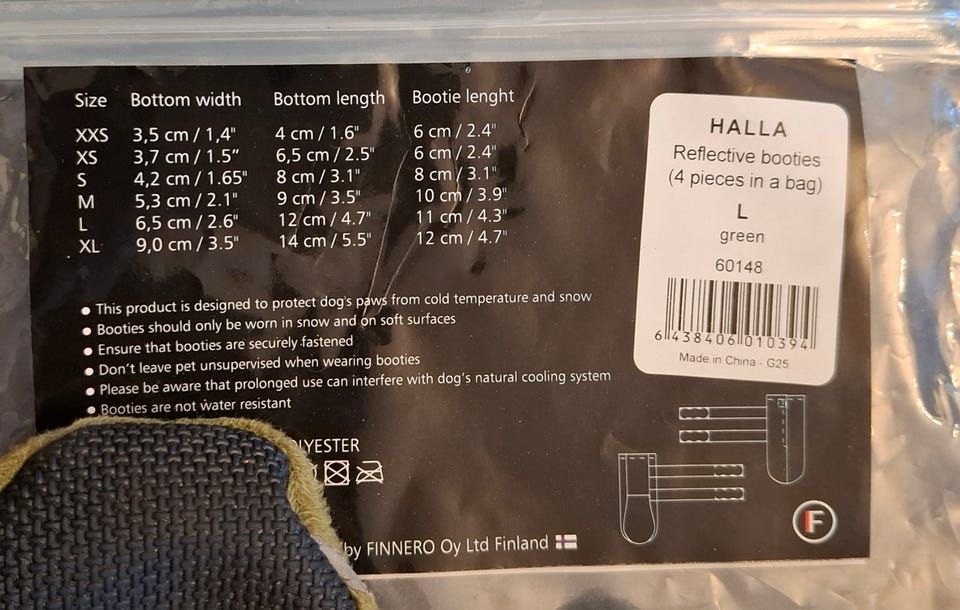 Size Bottom width Bottom length Bootie lenght
XXS 3,5 cm / 1,4" 4 cm / 1.6" 6 cm / 2.4"
XS 3,7 cm / 1.5” 6,5 cm / 2.5" 6 cm / 2.4"
S 4,2 cm / 1.65" 8 cm / 3.1" 8 cm / 3.1"
M 5,3 cm / 2.1" 9 cm / 3.5" 10 cm / 3.9"
L 6,5 cm / 2.6" 12 cm / 4.7" 11 cm / 4.3"
XL 9,0 cm / 3.5" 14 cm / 5.5" 12 cm / 4.7"
• This product is designed to protect dog's paws from cold temperature and snow
• Booties should only be worn in snow and on soft surfaces
• Ensure that booties are securely fastened
• Don't leave pet unsupervised when wearing booties
• Please be aware that prolonged use can interfere with dog's natural cooling system
• Booties are not water resistant
by FINNERO Oy Ltd Finland
HALLA
Reflective booties
(4 pieces in a bag)
L
green
60148
6 438406 010394
Made in China - G25
F